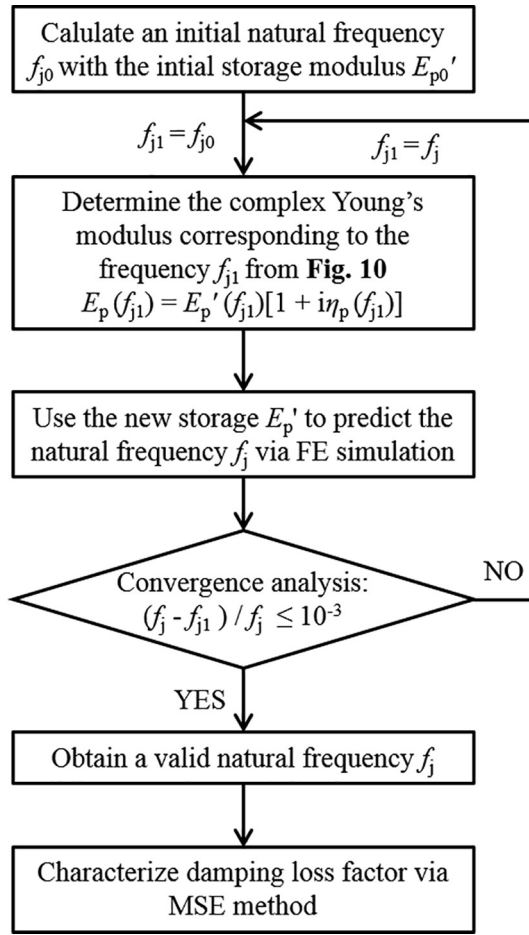 Calulate an initial natural frequency
f_j0 with the intial storage modulus E_p0'
f_j1 = f_j0
f_j1 = f_j
Determine the complex Young's
modulus corresponding to the
frequency f_j1 from Fig. 10
E_p(f_j1) = E_p'(f_j1)[1 + iη_p(f_j1)]
Use the new storage E_p' to predict the
natural frequency f_j via FE simulation
Convergence analysis:
(f_j - f_j1) / f_j ≤ 10^-3
NO
YES
Obtain a valid natural frequency f_j
Characterize damping loss factor via
MSE method